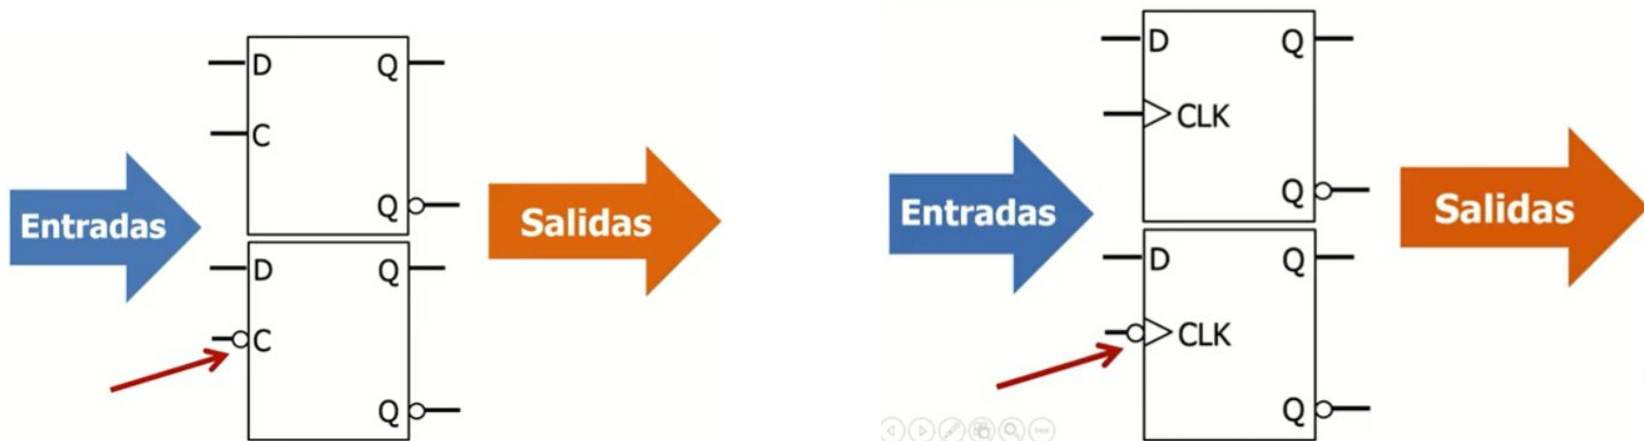 D Q
C
Q
Entradas
Salidas
D Q
C
Q
D Q
CLK
Q
Entradas
Salidas
D Q
CLK
Q